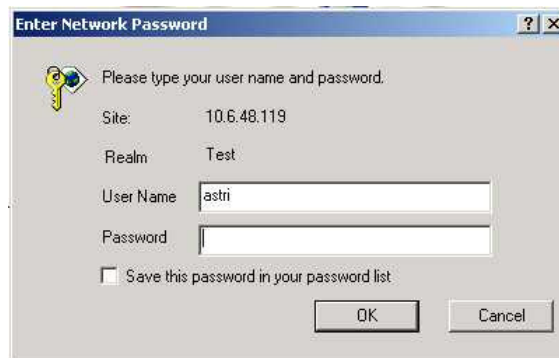 Enter Network Password
Please type your user name and password.
Site: 10.6.48.119
Realm Test
User Name astri
Password
Save this password in your password list
OK Cancel